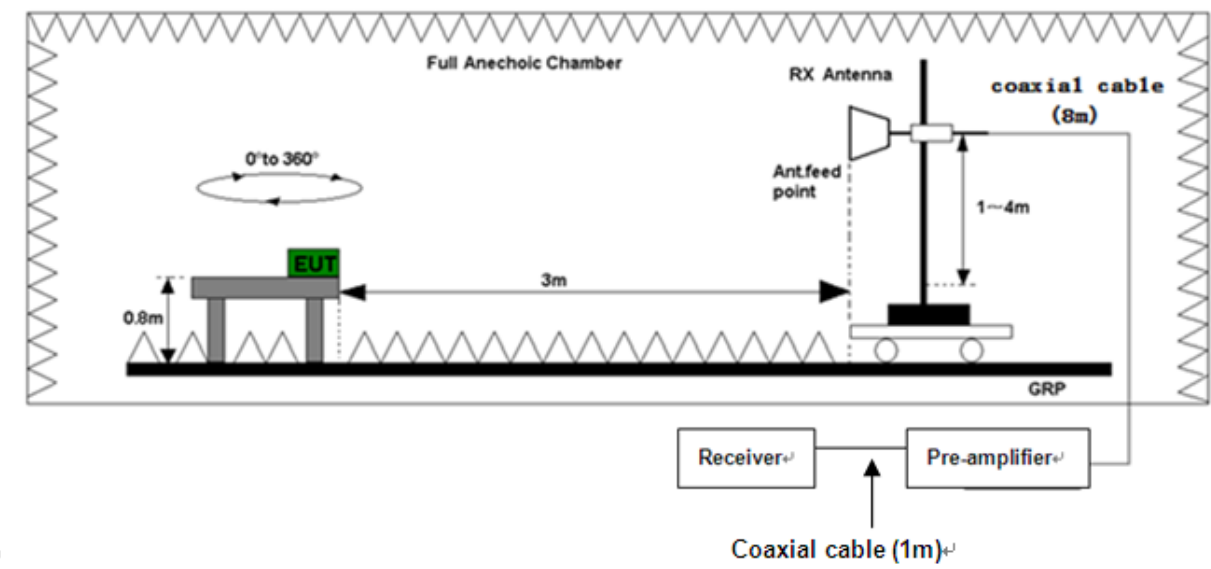 Full Anechoic Chamber
RX Antenna
coaxial cable
(8m)
0°to 360°
Ant.feed
point
1～4m
EUT
3m
0.8m
GRP
Receiver↵
Pre-amplifier↵
Coaxial cable (1m)↵